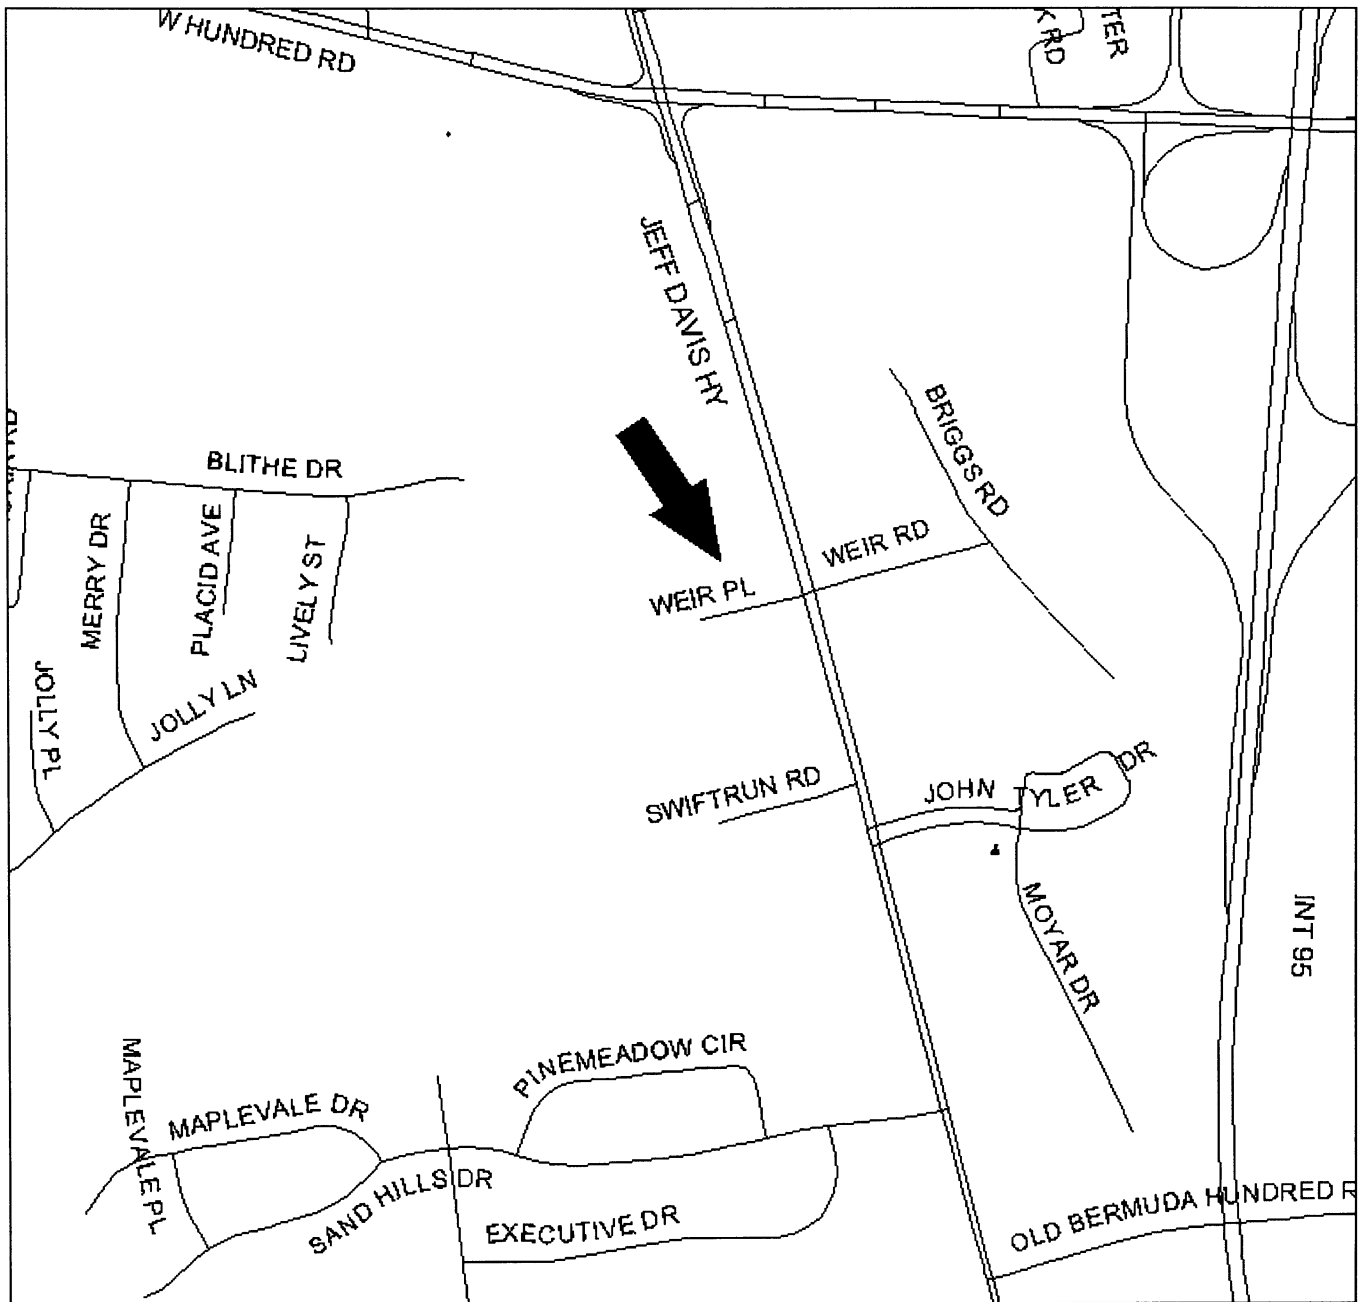 W HUNDRED RD
K RD
TER
JEFF DAVIS HY
BRIGGS RD
BLITHE DR
WEIR RD
WEIR PL
MERRY DR
PLACID AVE
LIVELY ST
JOLLY PL
JOLLY LN
SWIFTRUN RD
JOHN TYLER DR
MOYAR DR
INT 95
PINEMEADOW CIR
MAPLEVALE DR
MAPLEVALE PL
SAND HILLS DR
EXECUTIVE DR
OLD BERMUDA HUNDRED R